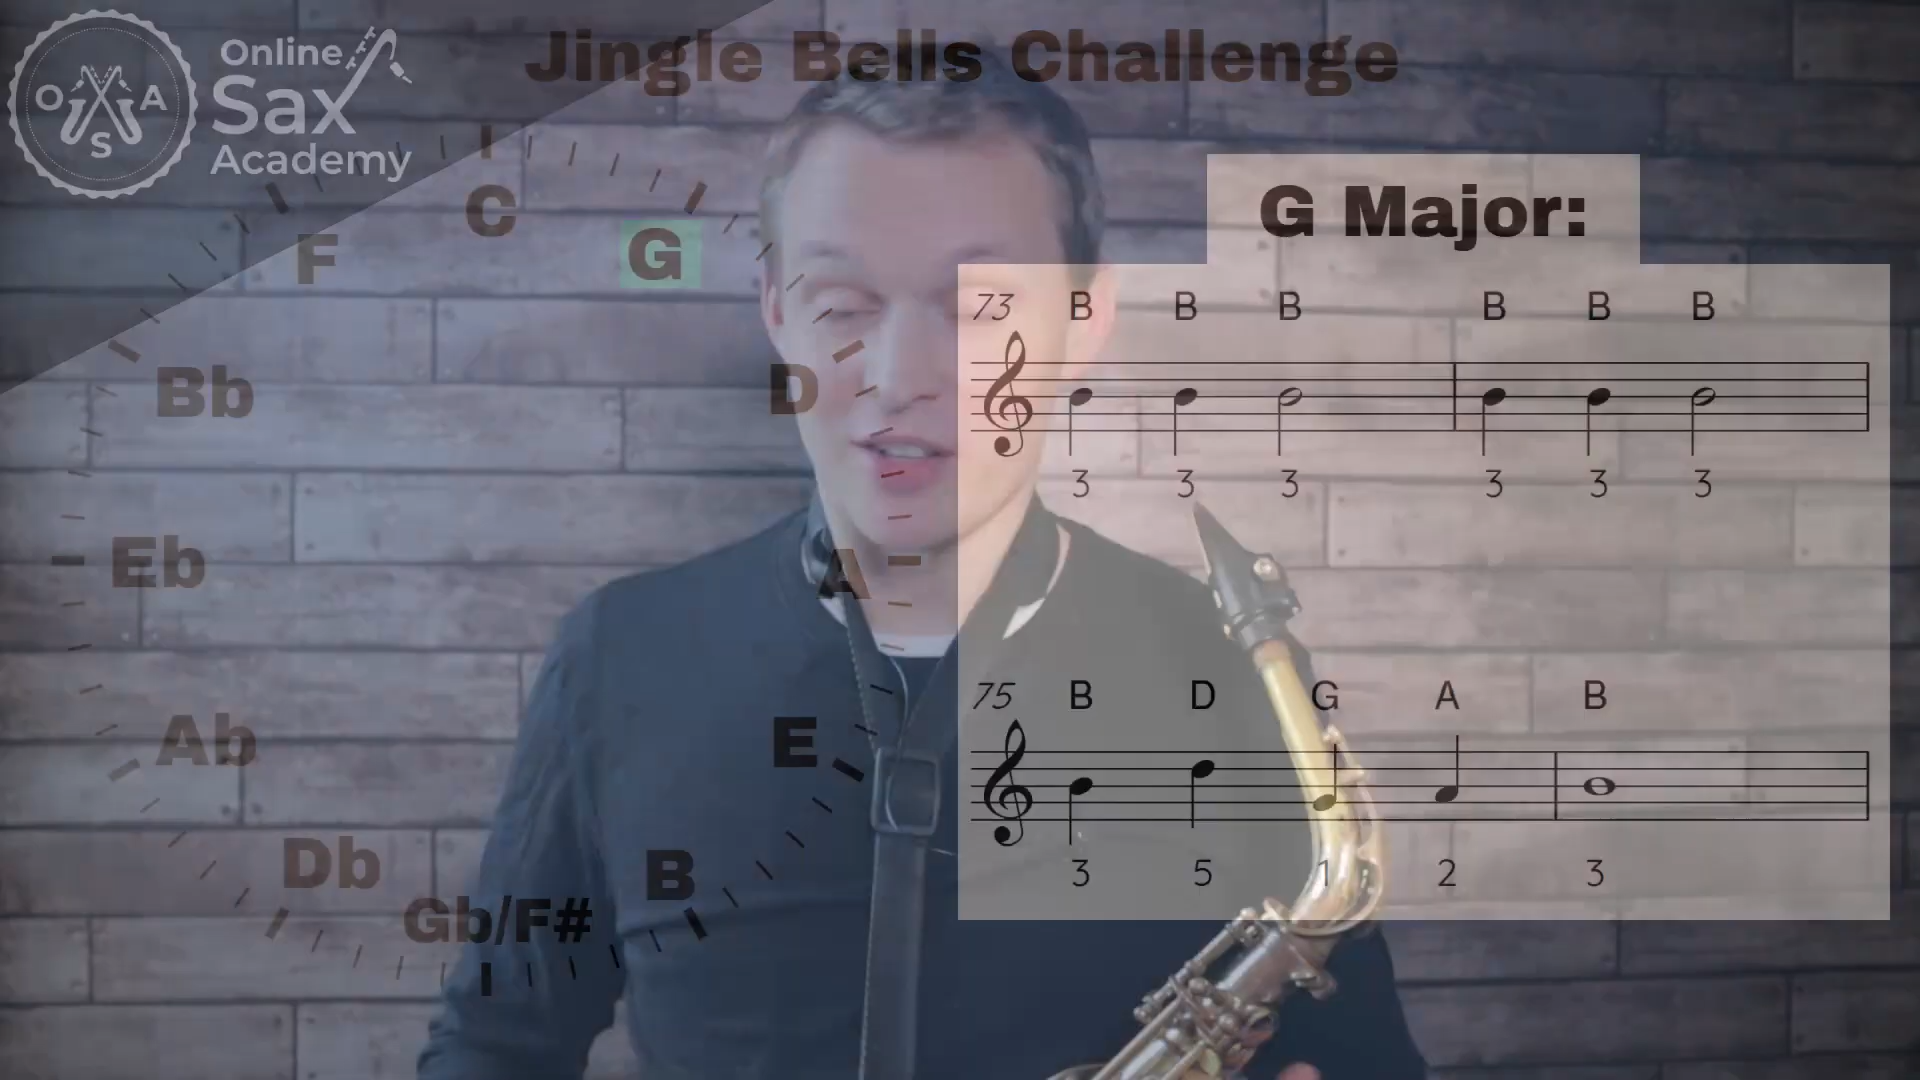 O S A
Online
Sax
Academy
Jingle Bells Challenge
C
F
G
Bb
D
Eb
A
Ab
E
Db
B
Gb/F#
G Major:
73 B B B B B B
3 3 3 3 3 3
75 B D G A B
3 5 1 2 3